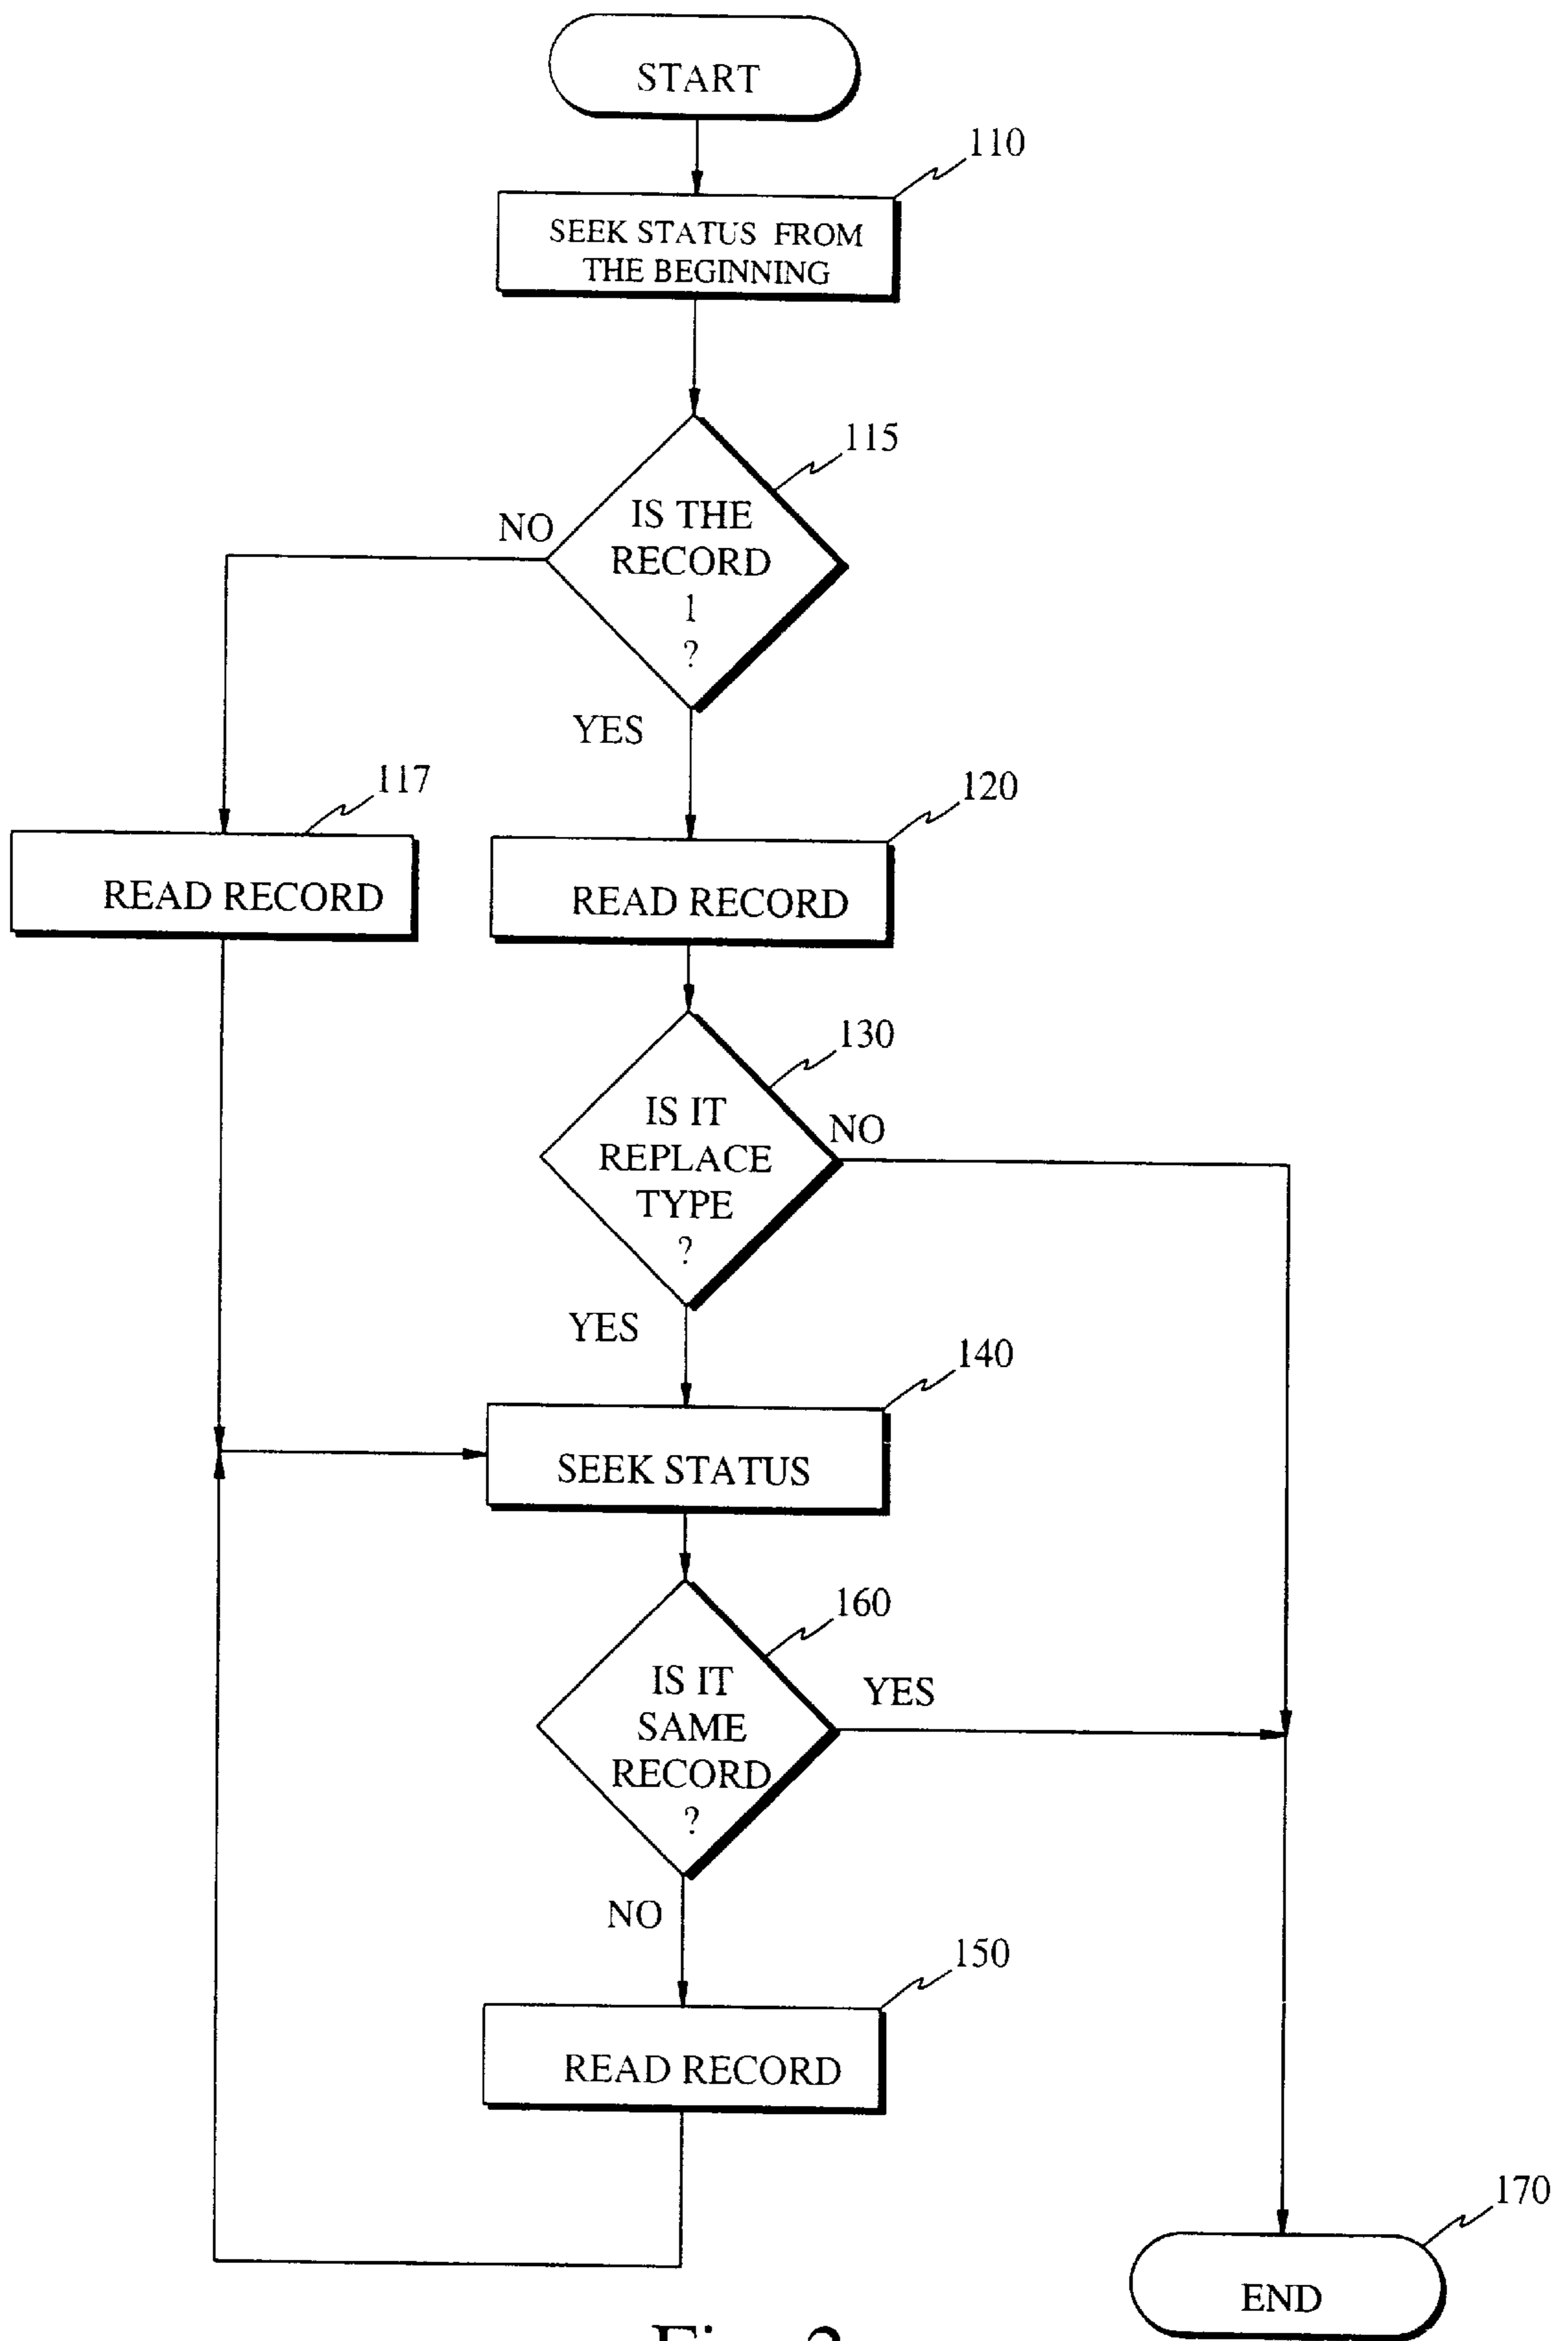 START
110
SEEK STATUS FROM
THE BEGINNING
115
IS THE
RECORD
1
?
NO
YES
117
READ RECORD
120
READ RECORD
130
IS IT
REPLACE
TYPE
?
NO
YES
140
SEEK STATUS
160
IS IT
SAME
RECORD
?
YES
NO
150
READ RECORD
170
END